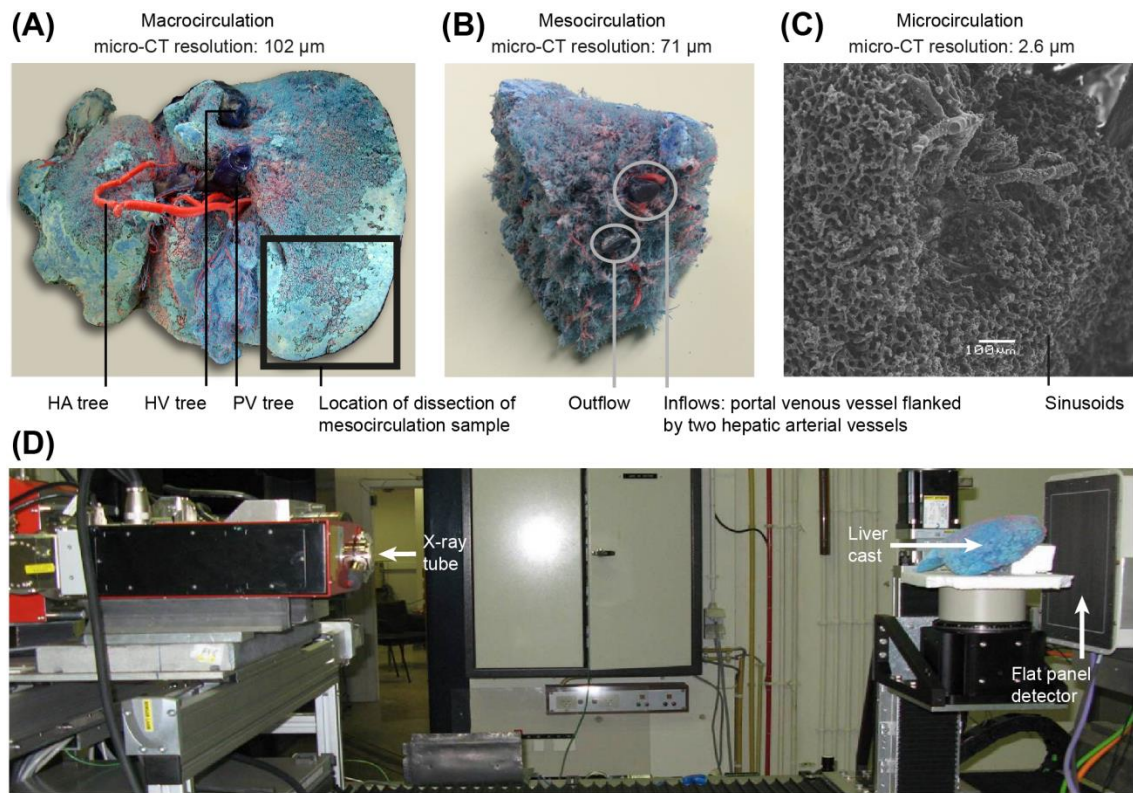 (A)
Macrocirculation
micro-CT resolution: 102 µm
(B)
Mesocirculation
micro-CT resolution: 71 µm
(C)
Microcirculation
micro-CT resolution: 2.6 µm
100µm
HA tree
HV tree
PV tree
Location of dissection of
mesocirculation sample
Outflow
Inflows: portal venous vessel flanked
by two hepatic arterial vessels
Sinusoids
(D)
X-ray
tube
Liver
cast
Flat panel
detector